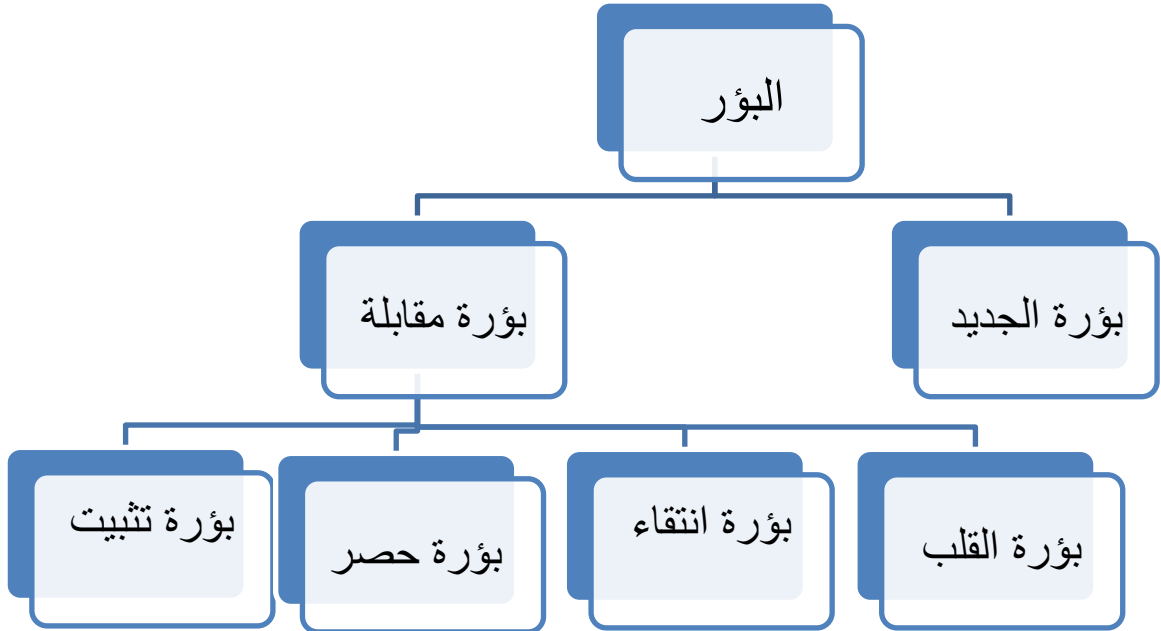 البؤر
بؤرة الجديد
بؤرة مقابلة
بؤرة القلب
بؤرة انتقاء
بؤرة حصر
بؤرة تثبيت